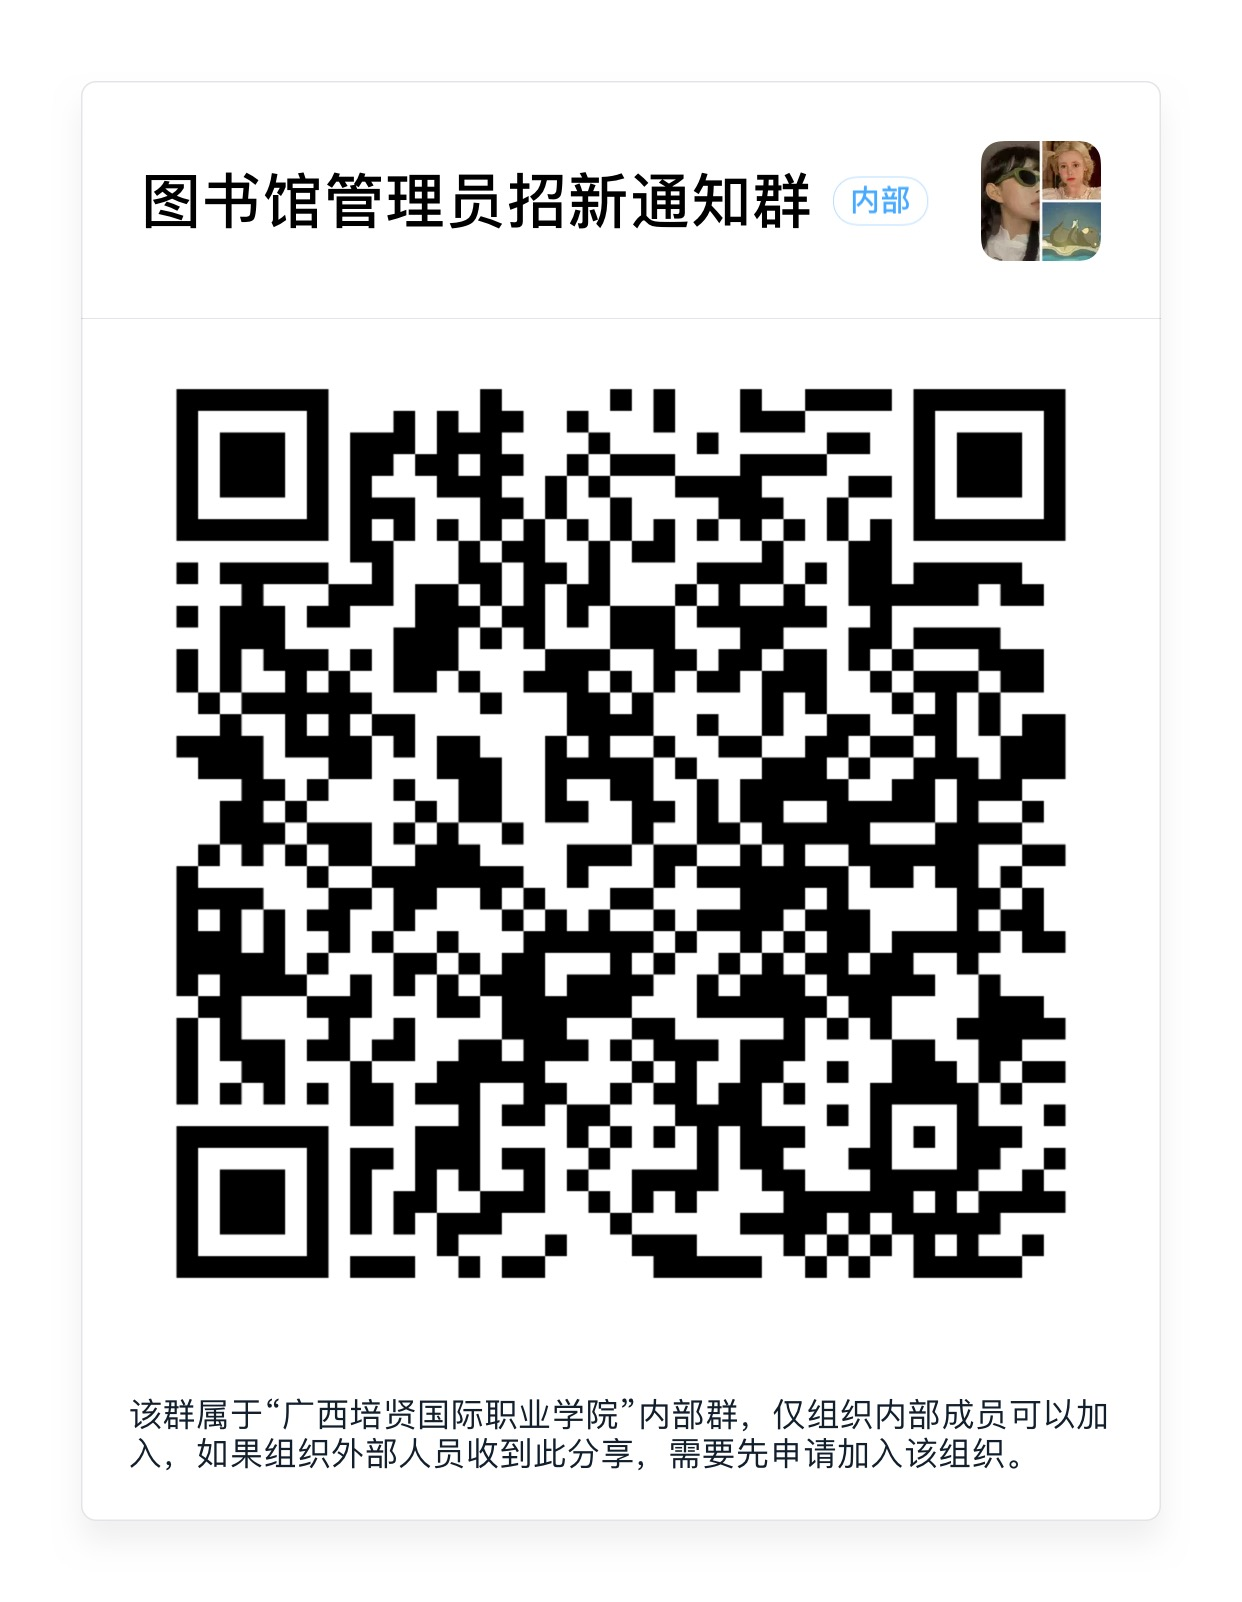 图书馆管理员招新通知群 内部
该群属于“广西培贤国际职业学院”内部群，仅组织内部成员可以加
入，如果组织外部人员收到此分享，需要先申请加入该组织。